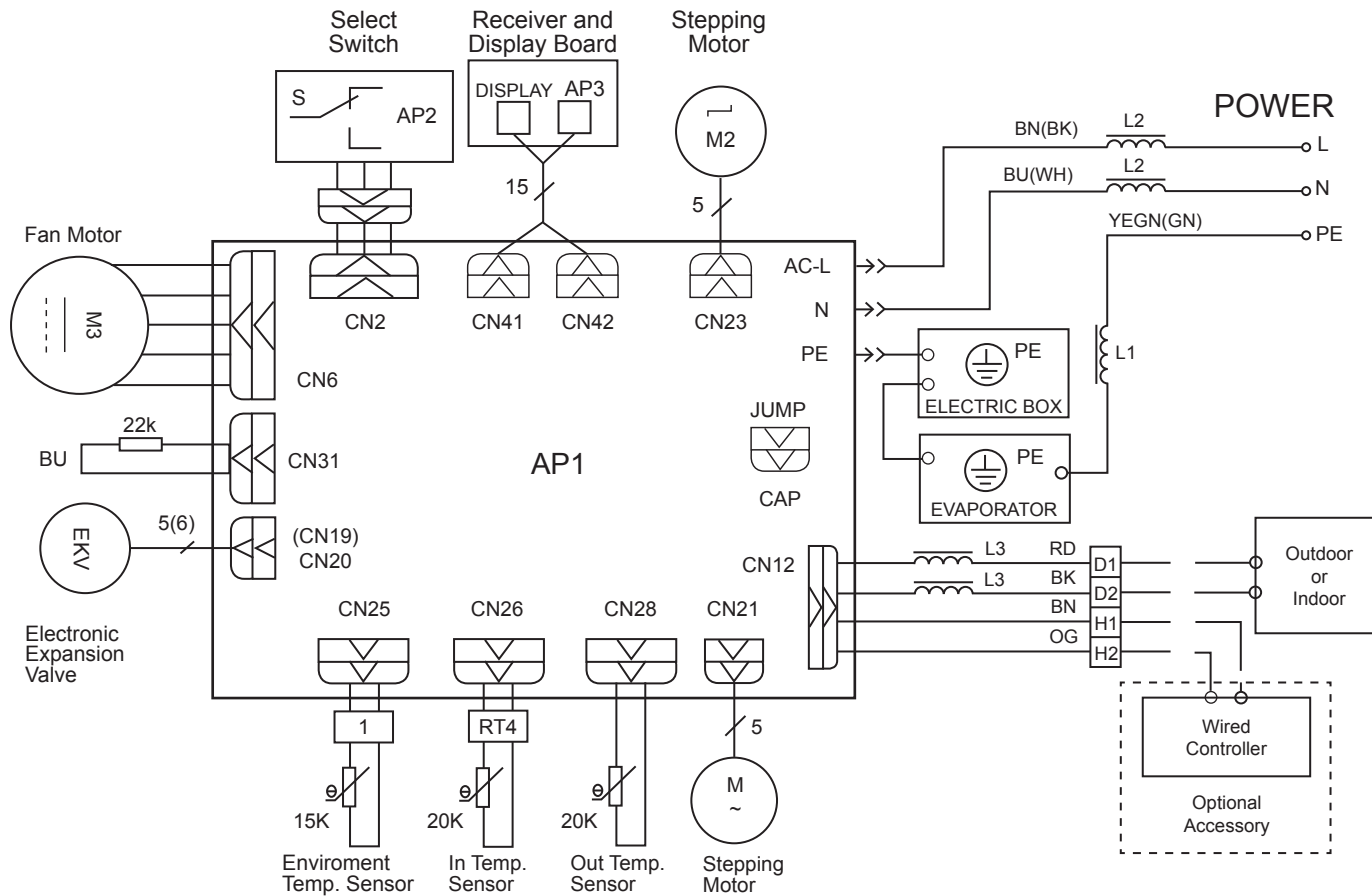 Select
Switch
Receiver and
Display Board
Stepping
Motor
S
AP2
DISPLAY
AP3
M2
POWER
BN(BK)
L2
L
BU(WH)
L2
N
YEGN(GN)
PE
15
5
Fan Motor
M3
CN6
CN2
CN41
CN42
CN23
AC-L
N
PE
PE
ELECTRIC BOX
L1
22k
BU
CN31
AP1
JUMP
CAP
PE
EVAPORATOR
EKV
5(6)
(CN19)
CN20
Electronic
Expansion
Valve
CN12
L3
RD
D1
L3
BK
D2
BN
H1
OG
H2
Outdoor
or
Indoor
CN25
CN26
CN28
CN21
1
RT4
5
Wired
Controller
Optional
Accessory
θ
15K
θ
20K
θ
20K
M
~
Enviroment
Temp. Sensor
In Temp.
Sensor
Out Temp.
Sensor
Stepping
Motor